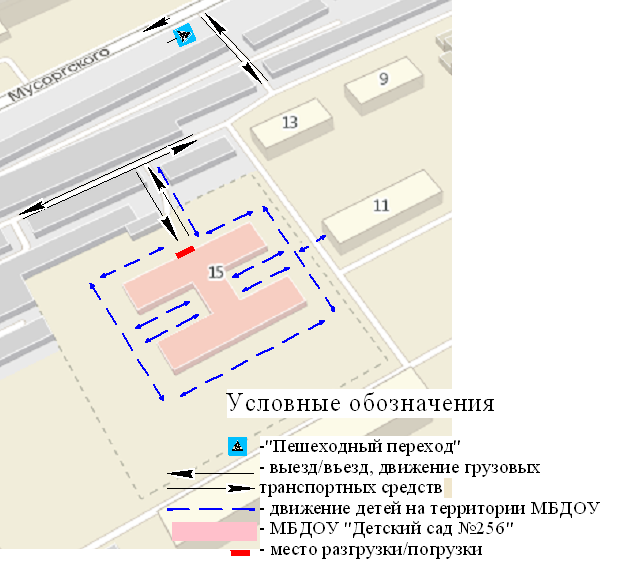 Мусоргского
9
13
11
15
Условные обозначения
-"Пешеходный переход"
- выезд/въезд, движение грузовых
транспортных средств
- движение детей на территории МБДОУ
- МБДОУ "Детский сад №256"
- место разгрузки/погрузки